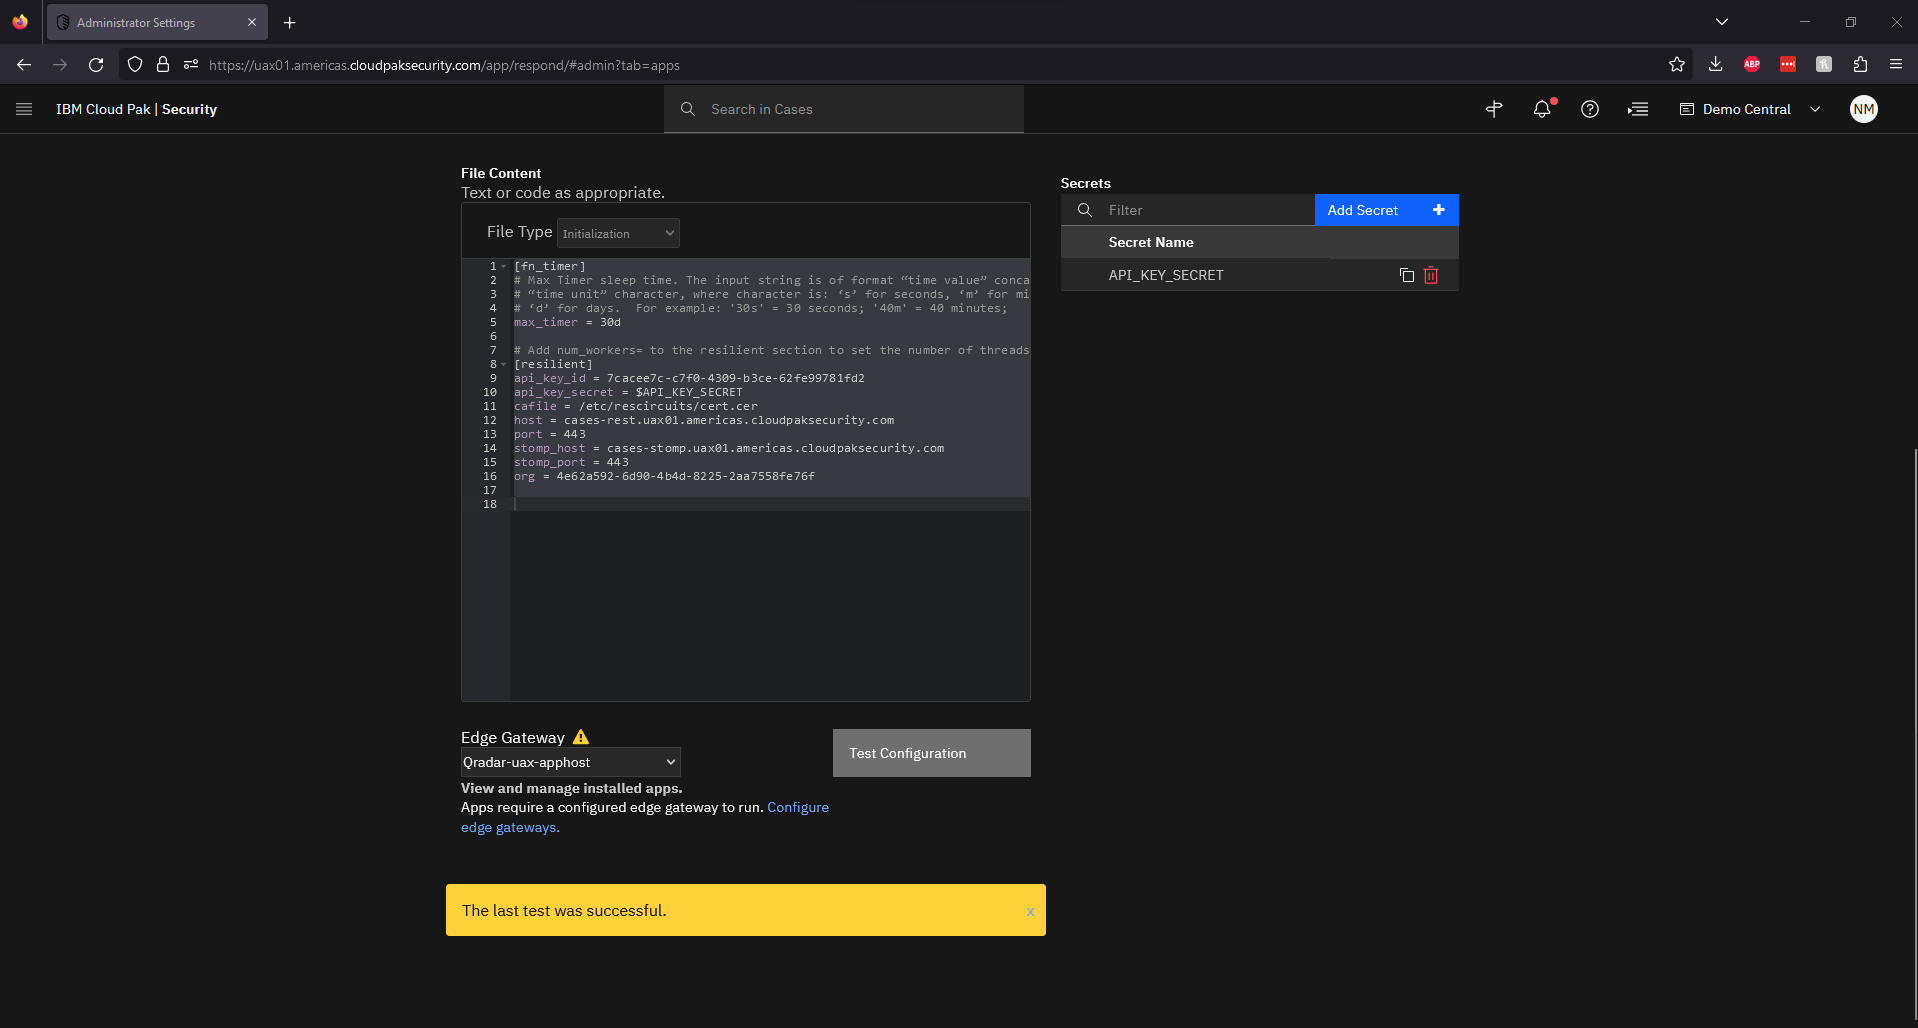 Administrator Settings
https://uax01.americas.cloudpaksecurity.com/app/respond/#admin?tab=apps
ABP
IBM Cloud Pak | Security
Search in Cases
Demo Central
NM
File Content
Text or code as appropriate.
File Type Initialization
1 [fn_timer]
2 # Max Timer sleep time. The input string is of format “time value” conca
3 # “time unit” character, where character is: ‘s’ for seconds, ‘m’ for mi
4 # ‘d’ for days.  For example: '30s' = 30 seconds; '40m' = 40 minutes;
5 max_timer = 30d
6
7 # Add num_workers= to the resilient section to set the number of threads
8 [resilient]
9 api_key_id = 7cacee7c-c7f0-4309-b3ce-62fe99781fd2
10 api_key_secret = $API_KEY_SECRET
11 cafile = /etc/rescircuits/cert.cer
12 host = cases-rest.uax01.americas.cloudpaksecurity.com
13 port = 443
14 stomp_host = cases-stomp.uax01.americas.cloudpaksecurity.com
15 stomp_port = 443
16 org = 4e62a592-6d90-4b4d-8225-2aa7558fe76f
17
18
Secrets
Filter
Add Secret +
Secret Name
API_KEY_SECRET
Edge Gateway
Qradar-uax-apphost
Test Configuration
View and manage installed apps.
Apps require a configured edge gateway to run. Configure
edge gateways.
The last test was successful. x